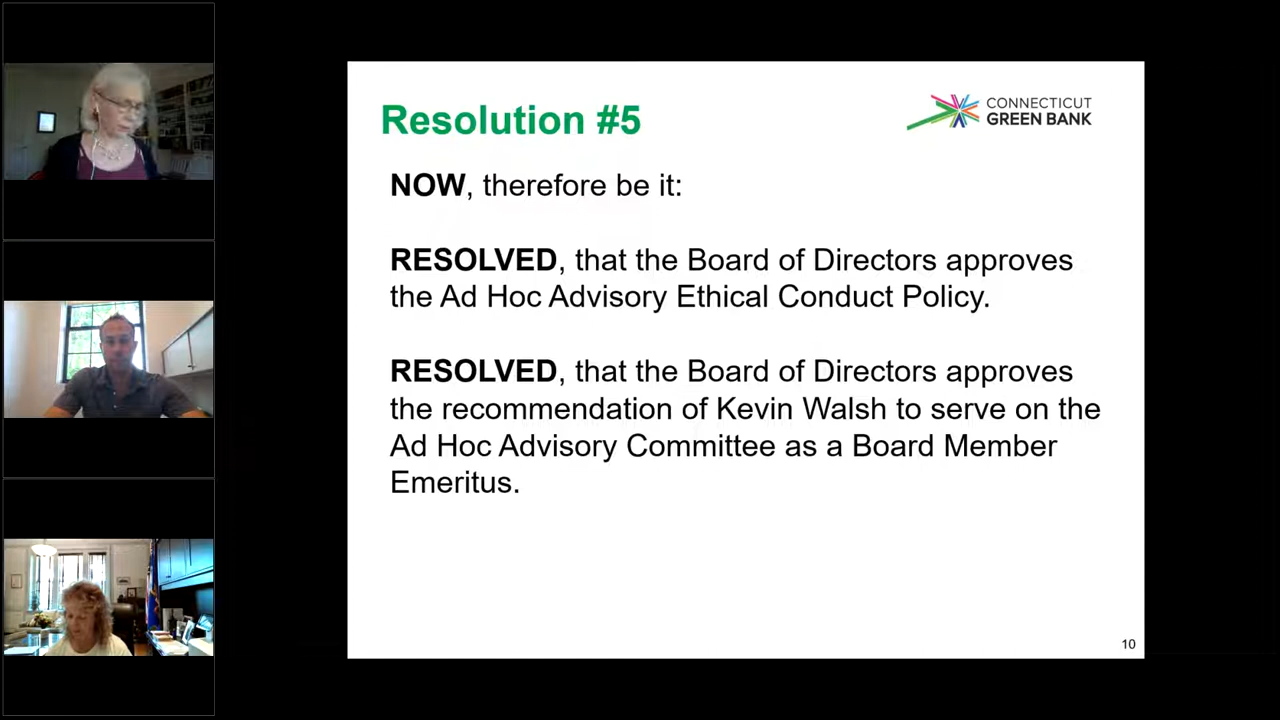 Resolution #5
CONNECTICUT
GREEN BANK
NOW, therefore be it:
RESOLVED, that the Board of Directors approves
the Ad Hoc Advisory Ethical Conduct Policy.
RESOLVED, that the Board of Directors approves
the recommendation of Kevin Walsh to serve on the
Ad Hoc Advisory Committee as a Board Member
Emeritus.
10